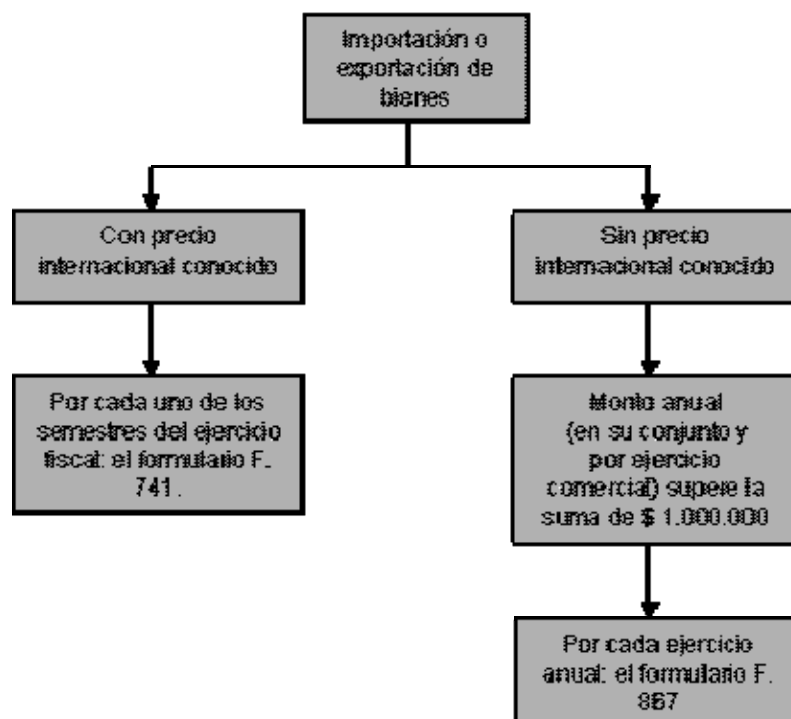 Importación o
exportación de
bienes
Con precio
internacional conocido
Sin precio
internacional conocido
Por cada uno de los
semestres del ejercicio
fiscal: el formulario F.
741.
Monto anual
(en su conjunto y
por ejercicio
comercial) supere la
suma de $ 1.000.000
Por cada ejercicio
anual: el formulario F.
867